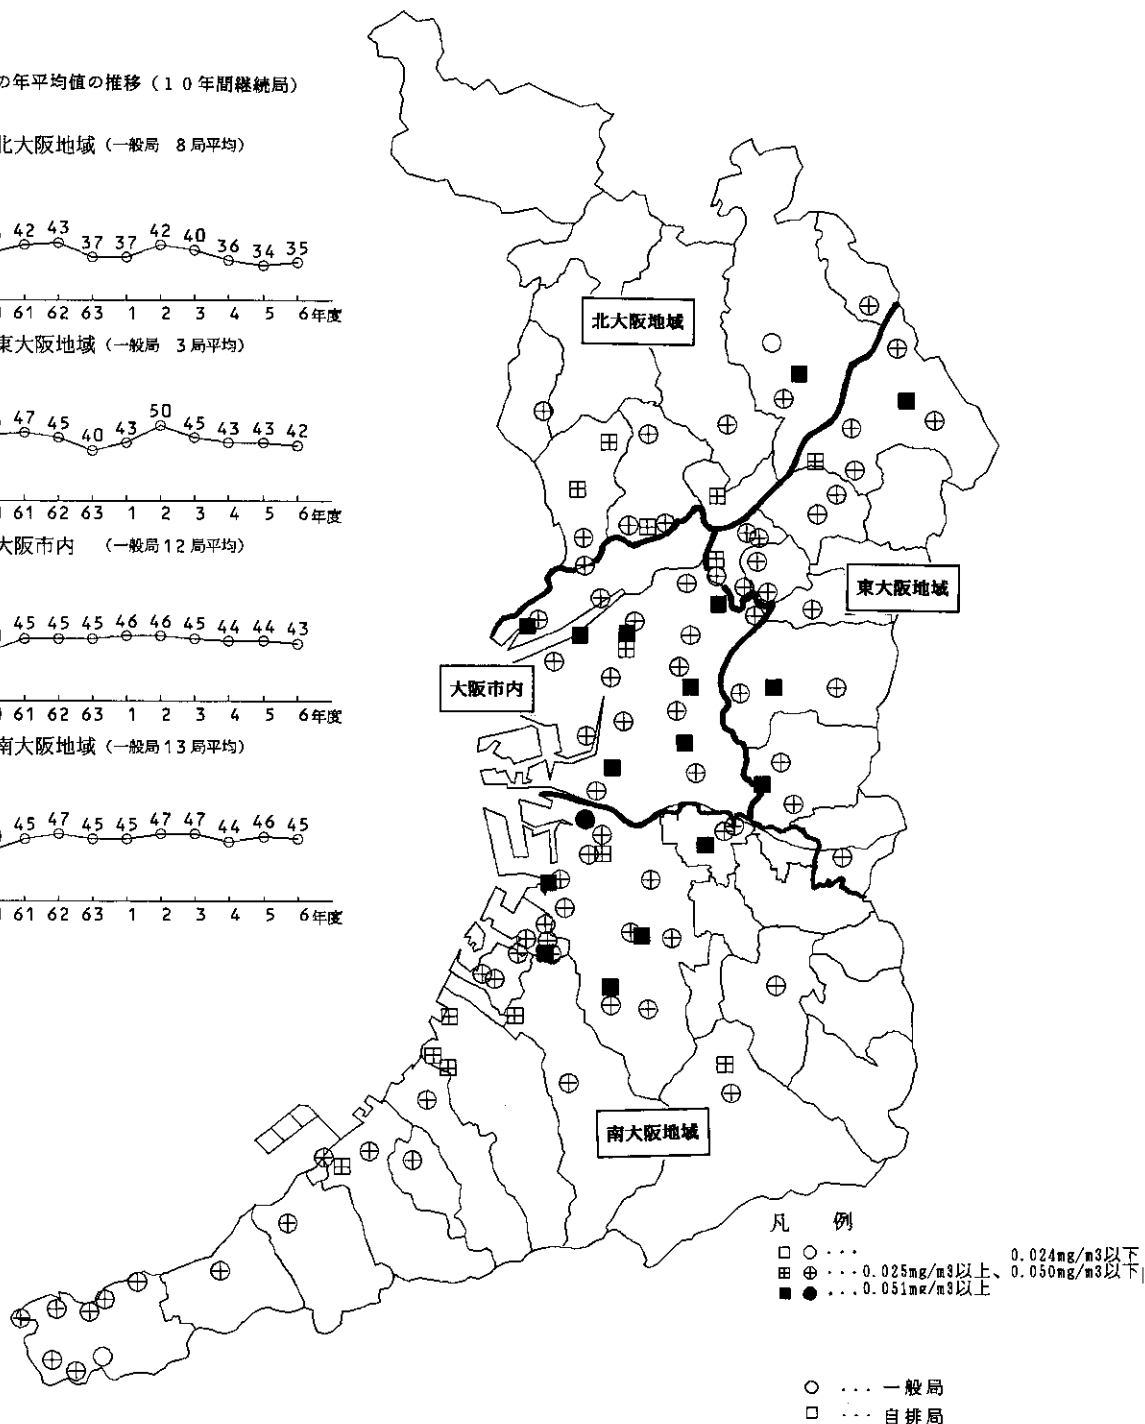 の年平均値の推移（10年間継続局）
北大阪地域（一般局 8局平均）
42 43 37 37 42 40 36 34 35
61 62 63 1 2 3 4 5 6年度
東大阪地域（一般局 3局平均）
47 45 40 43 50 45 43 43 42
61 62 63 1 2 3 4 5 6年度
大阪市内 （一般局12局平均）
45 45 45 46 46 45 44 44 43
61 62 63 1 2 3 4 5 6年度
南大阪地域（一般局13局平均）
45 47 45 45 47 47 44 46 45
61 62 63 1 2 3 4 5 6年度
北大阪地域
東大阪地域
大阪市内
南大阪地域
凡 例
□ ○ ... 0.024mg/m3以下
⊞ ⊕ ... 0.025mg/m3以上、0.050mg/m3以下
■ ● ... 0.051mg/m3以上
○ ... 一般局
□ ... 自排局